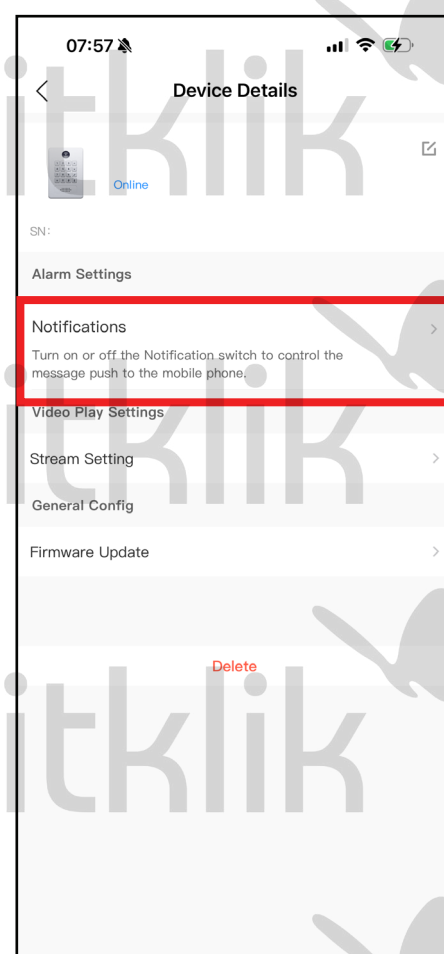 07:57
Device Details
Online
SN:
Alarm Settings
Notifications
Turn on or off the Notification switch to control the
message push to the mobile phone.
Video Play Settings
Stream Setting
General Config
Firmware Update
Delete
itklik
itklik
itklik